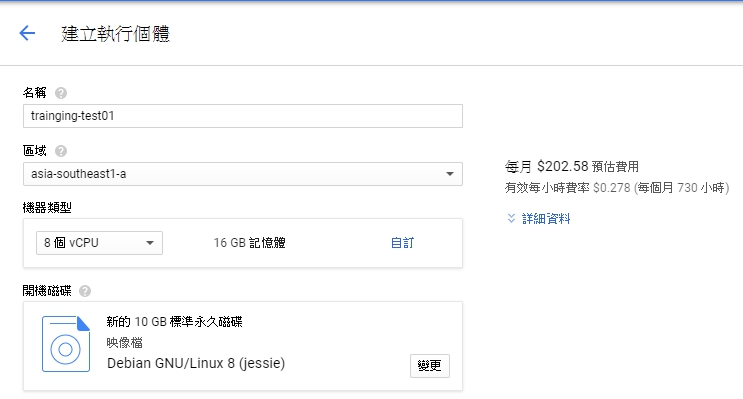 建立執行個體
名稱
trainging-test01
區域
asia-southeast1-a
機器類型
8 個 vCPU
16 GB 記憶體
自訂
開機磁碟
新的 10 GB 標準永久磁碟
映像檔
Debian GNU/Linux 8 (jessie)
變更
每月 $202.58 預估費用
有效每小時費率 $0.278 (每個月 730 小時)
詳細資料